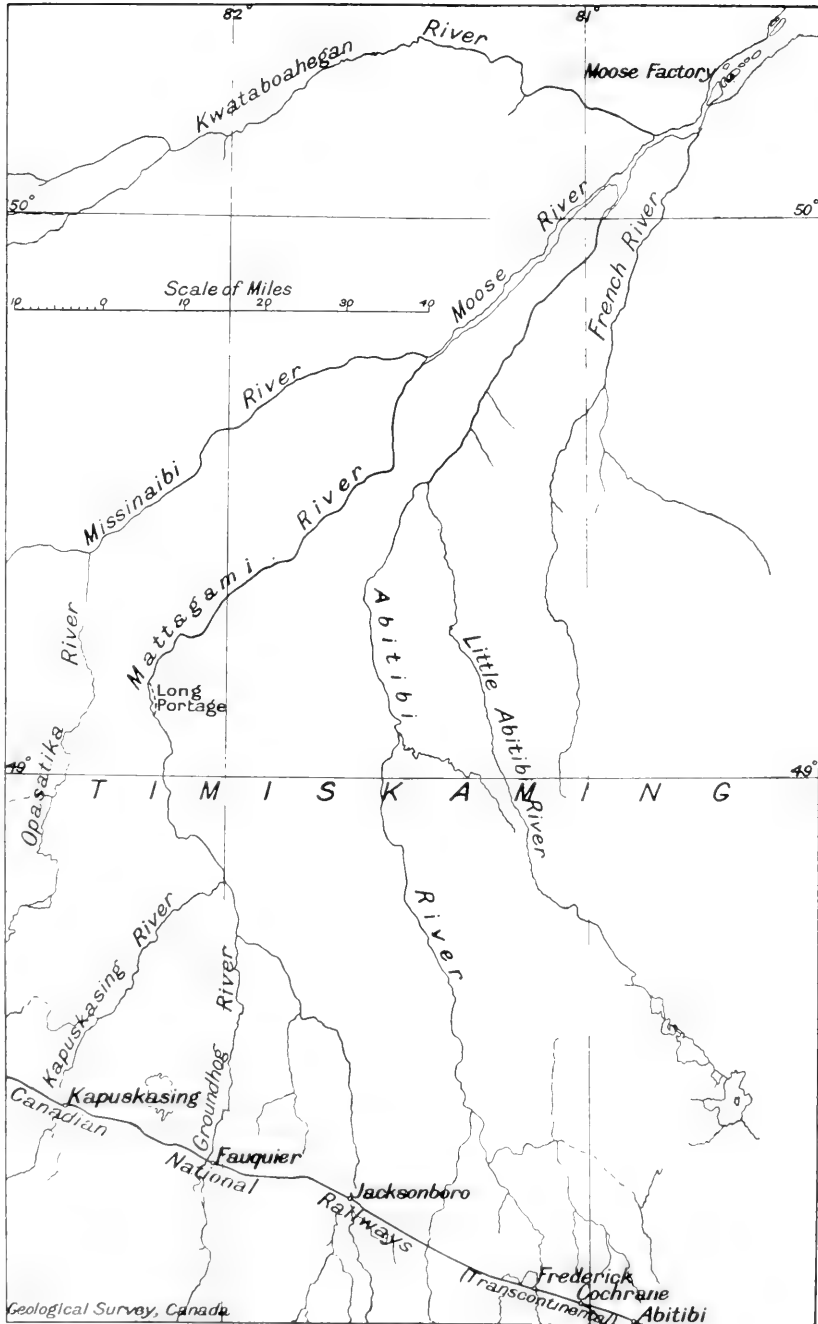 82°
81°
Kwataboahegan River
Moose Factory
50°
50°
Moose River
French River
Scale of Miles
10 0 10 20 30 40
Missinaibi River
Mattagami River
Opasatika River
Long
Portage
Abitibi River
Little Abitibi River
49°
49°
TIMISKAMING
Kapuskasing River
Groundhog River
Kapuskasing
Fauquier
Jacksonboro
Canadian National Railways
(Transcontinental)
Frederick
Cochrane
Abitibi
Geological Survey, Canada